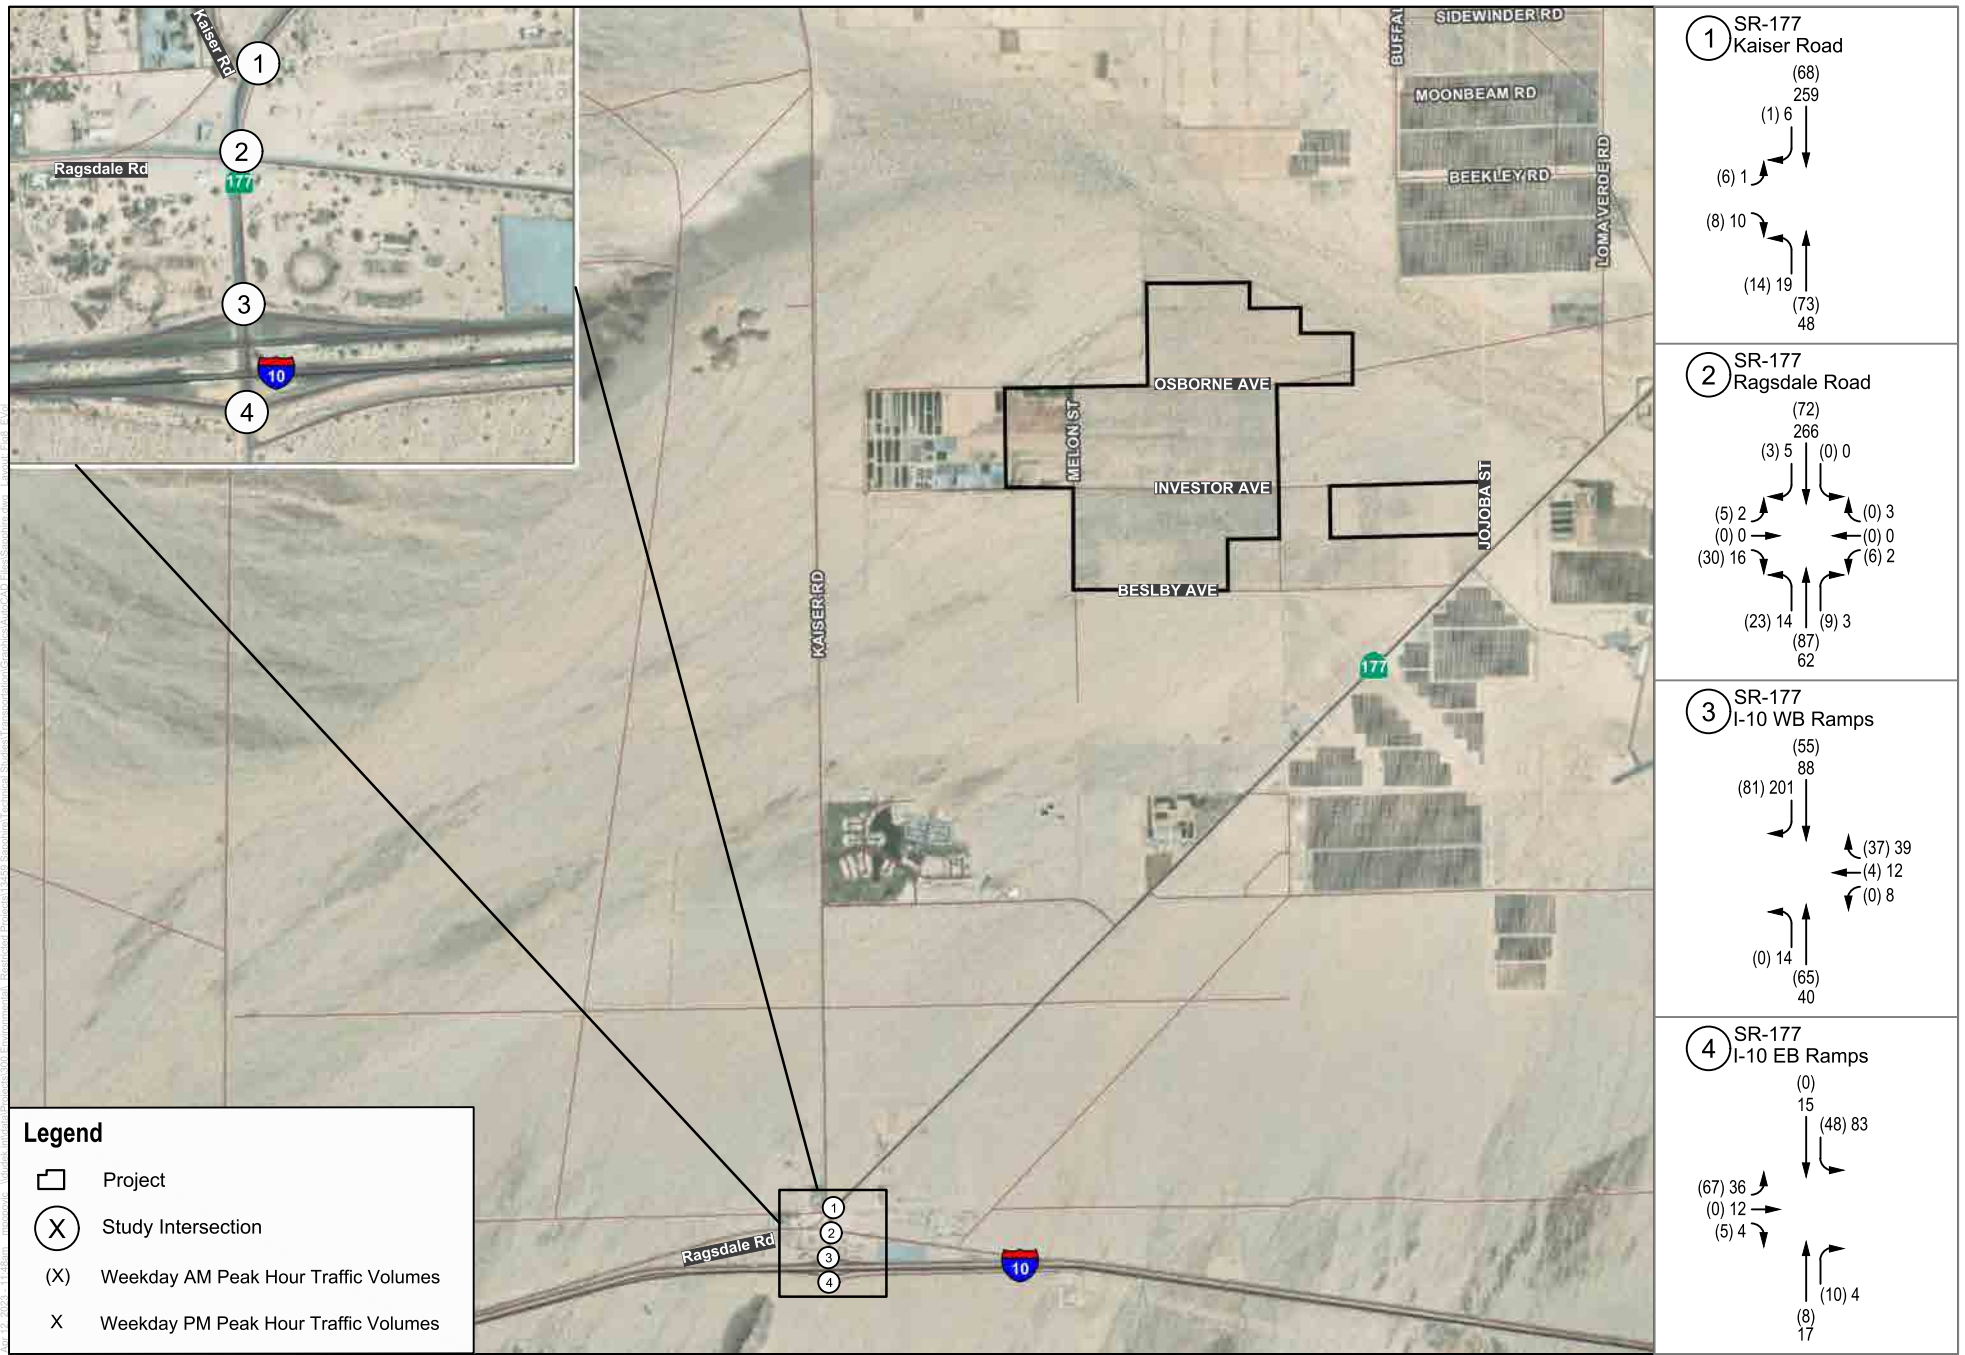 Kaiser Rd
1
2
Ragsdale Rd
177
3
10
4
SIDEWINDER RD
MOONBEAM RD
BEEKLEY RD
LOMA VERDE RD
OSBORNE AVE
MELON ST
INVESTOR AVE
JOJOBA ST
BESLBY AVE
KAISER RD
177
Ragsdale Rd
1
2
3
4
10
Legend
Project
X Study Intersection
(X) Weekday AM Peak Hour Traffic Volumes
X Weekday PM Peak Hour Traffic Volumes
1 SR-177
Kaiser Road
(68)
259
(1) 6
(6) 1
(8) 10
(14) 19
(73)
48
2 SR-177
Ragsdale Road
(72)
266
(3) 5 (0) 0
(5) 2 (0) 3
(0) 0 (0) 0
(30) 16 (6) 2
(23) 14 (9) 3
(87)
62
3 SR-177
I-10 WB Ramps
(55)
88
(81) 201
(37) 39
(4) 12
(0) 8
(0) 14
(65)
40
4 SR-177
I-10 EB Ramps
(0)
15
(48) 83
(67) 36
(0) 12
(5) 4
(10) 4
(8)
17